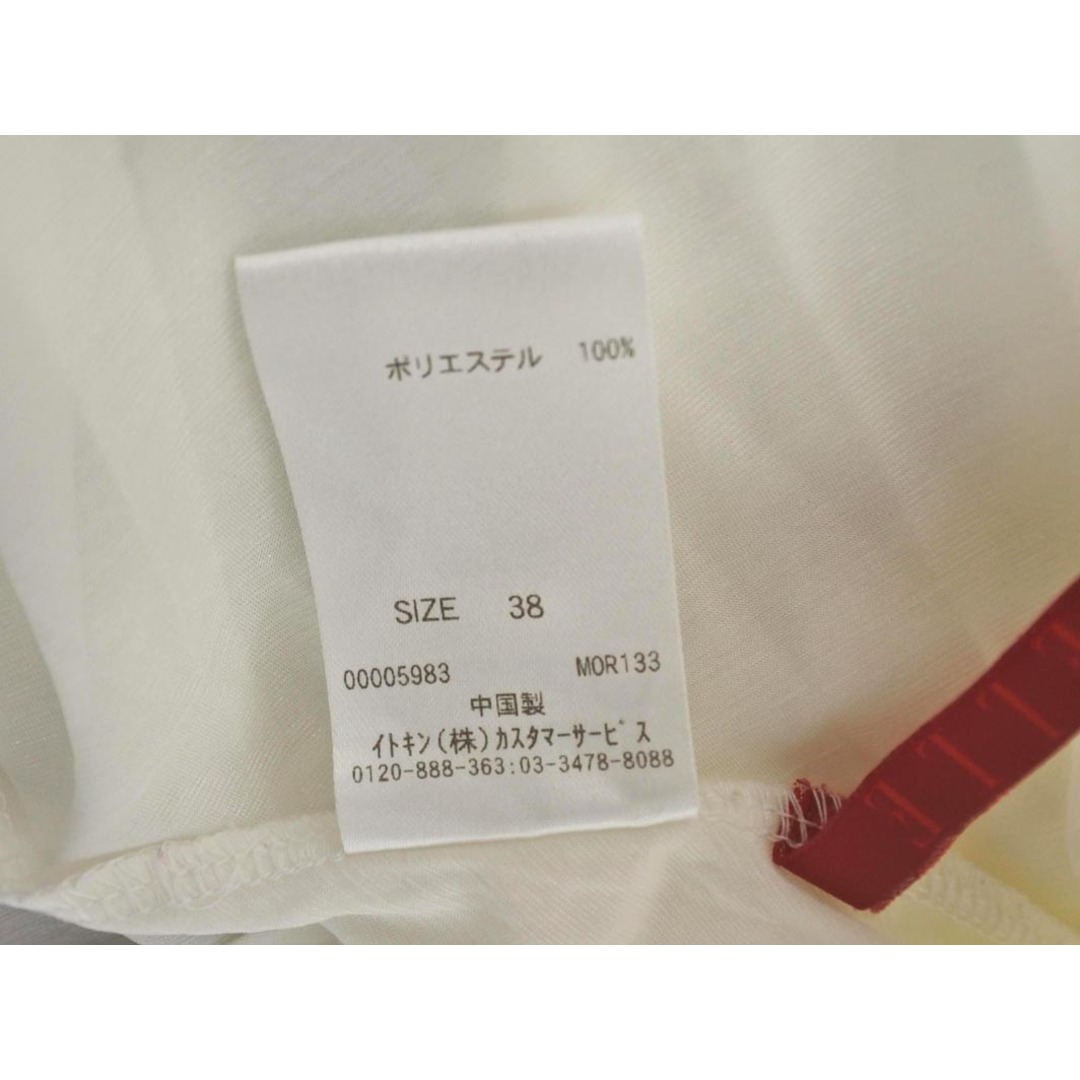 ポリエステル 100%
SIZE 38
00005983 MOR133
中国製
イトキン(株)カスタマーサービス
0120-888-363:03-3478-8088